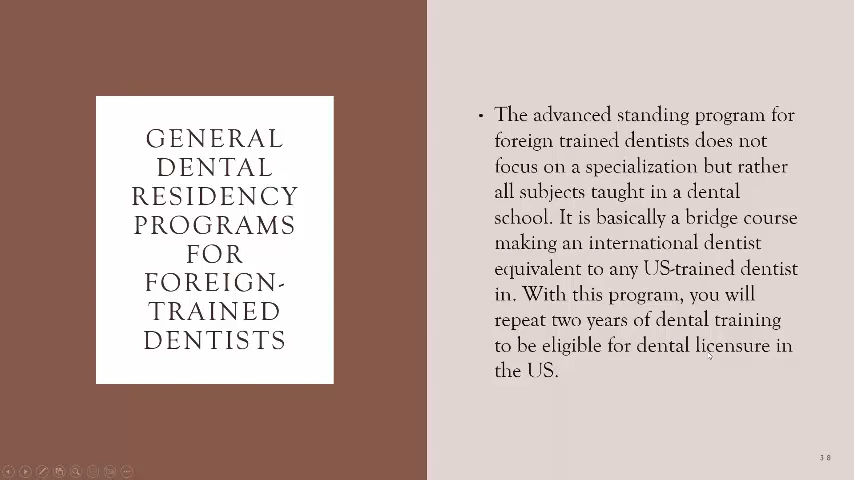 GENERAL
DENTAL
RESIDENCY
PROGRAMS
FOR
FOREIGN-
TRAINED
DENTISTS
• The advanced standing program for
foreign trained dentists does not
focus on a specialization but rather
all subjects taught in a dental
school. It is basically a bridge course
making an international dentist
equivalent to any US-trained dentist
in. With this program, you will
repeat two years of dental training
to be eligible for dental licensure in
the US.
38